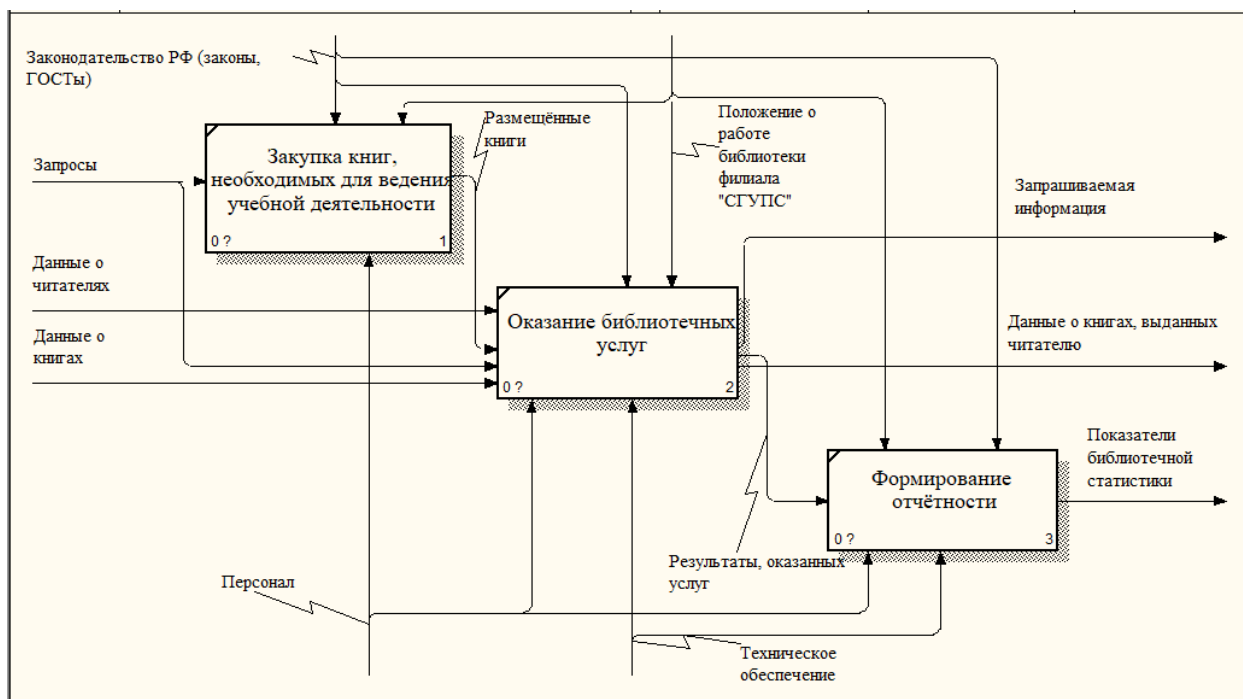 Законодательство РФ (законы,
ГОСТы)
Размещённые
книги
Положение о
работе
библиотеки
филиала
"СГУПС"
Запросы
Закупка книг,
необходимых для ведения
учебной деятельности
0 ?
1
Запрашиваемая
информация
Данные о
читателях
Данные о
книгах
Оказание библиотечных
услуг
0 ?
2
Данные о книгах, выданных
читателю
Показатели
библиотечной
статистики
Формирование
отчётности
0 ?
3
Результаты, оказанных
услуг
Персонал
Техническое
обеспечение